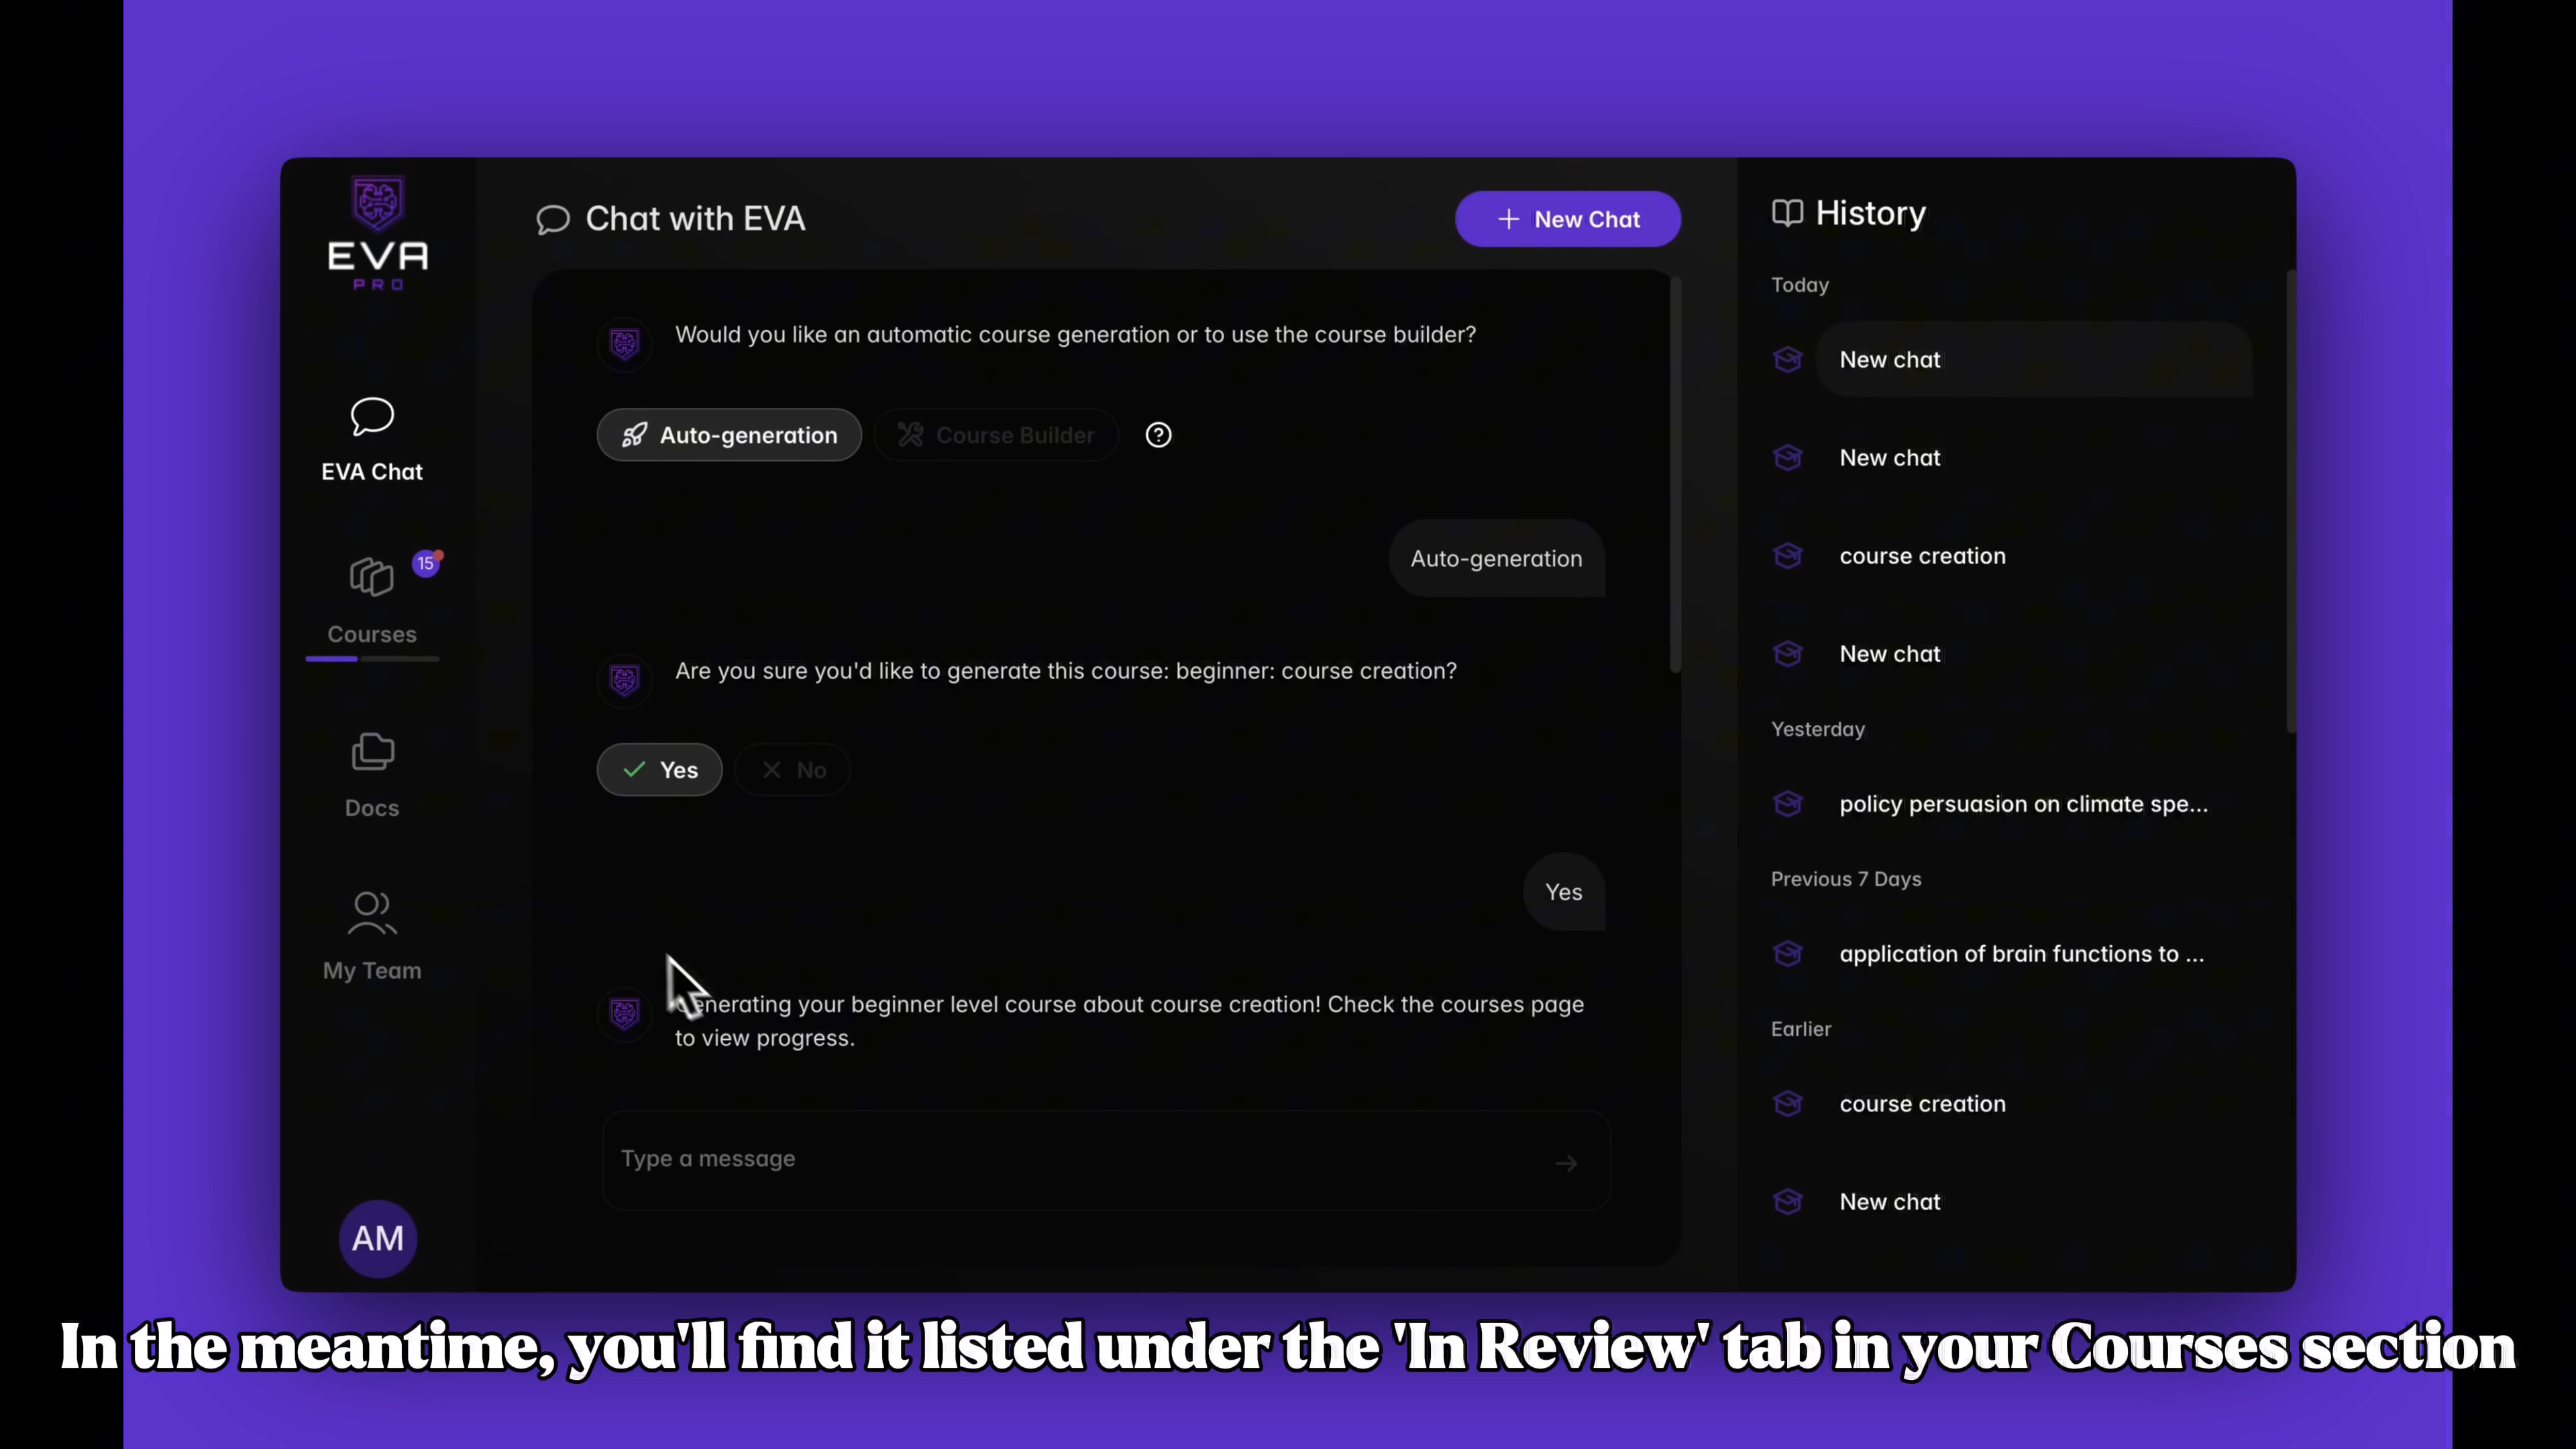 EVA
PRO
EVA Chat
15
Courses
Docs
My Team
AM
Chat with EVA
New Chat
Would you like an automatic course generation or to use the course builder?
Auto-generation
Course Builder
Auto-generation
Are you sure you'd like to generate this course: beginner: course creation?
Yes
No
Yes
Generating your beginner level course about course creation! Check the courses page
to view progress.
Type a message
History
Today
New chat
New chat
course creation
New chat
Yesterday
policy persuasion on climate spe...
Previous 7 Days
application of brain functions to ...
Earlier
course creation
New chat
In the meantime, you'll find it listed under the 'In Review' tab in your Courses section